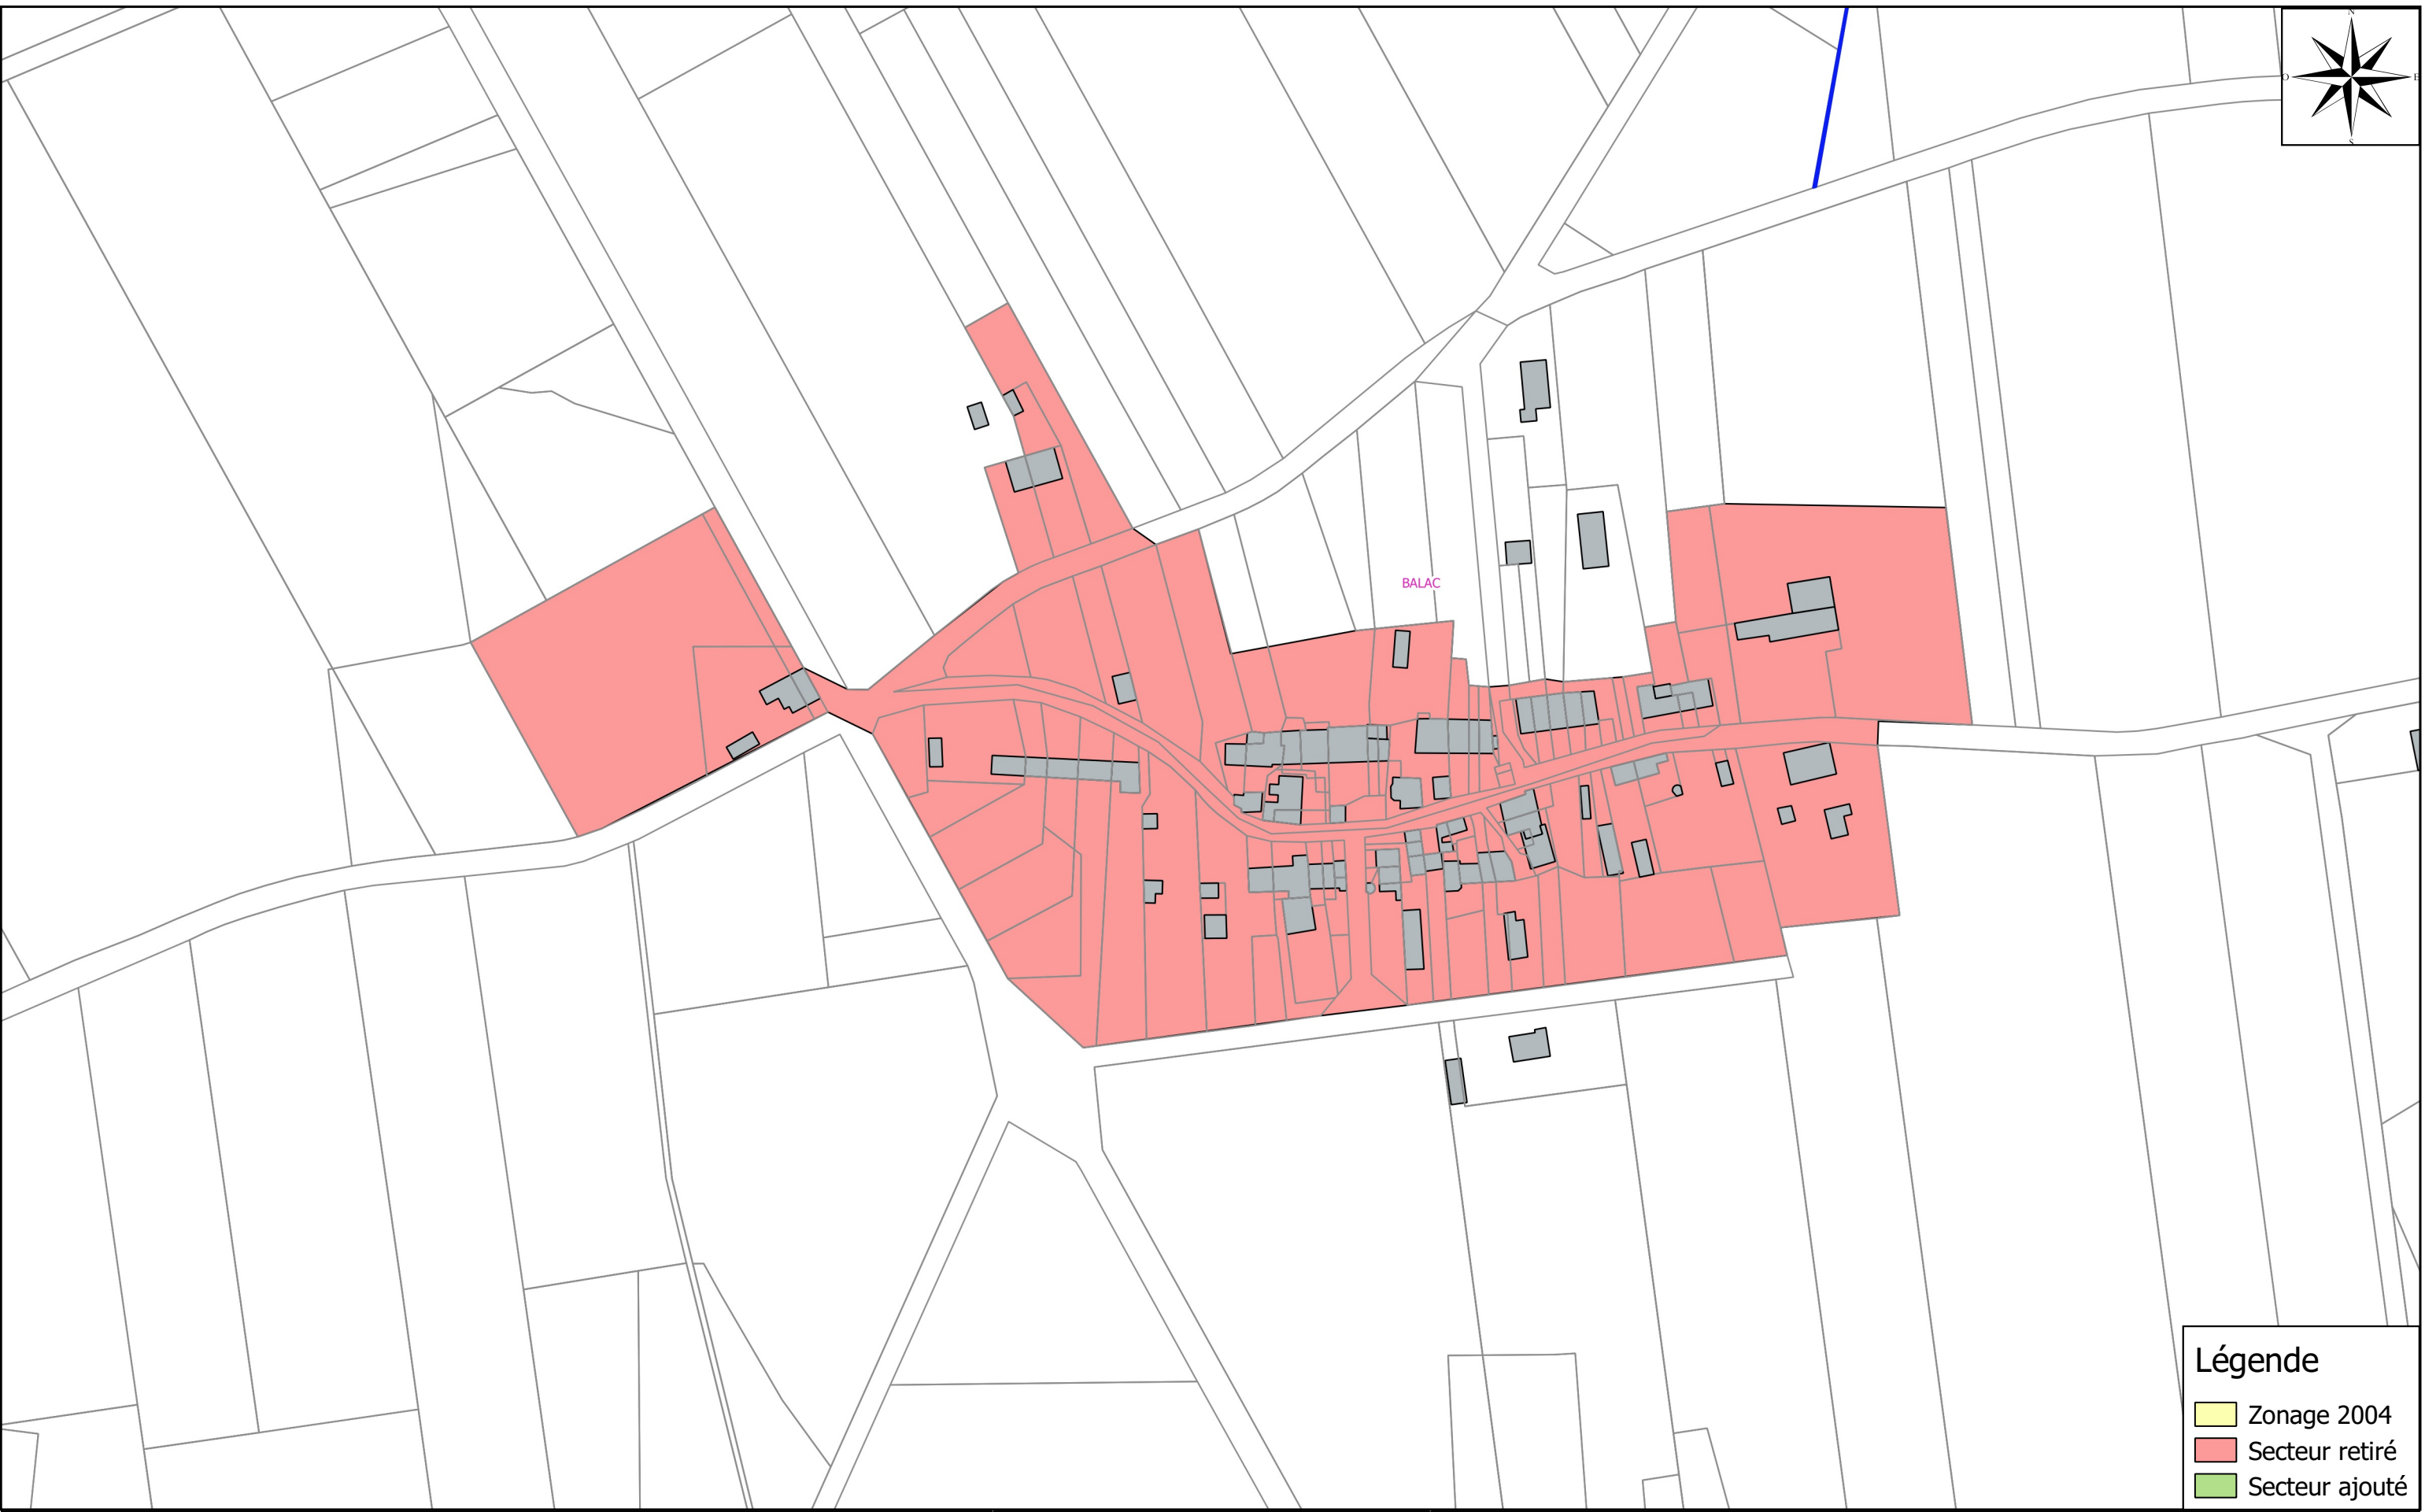 N
O
E
S
BALAC
Légende
Zonage 2004
Secteur retiré
Secteur ajouté